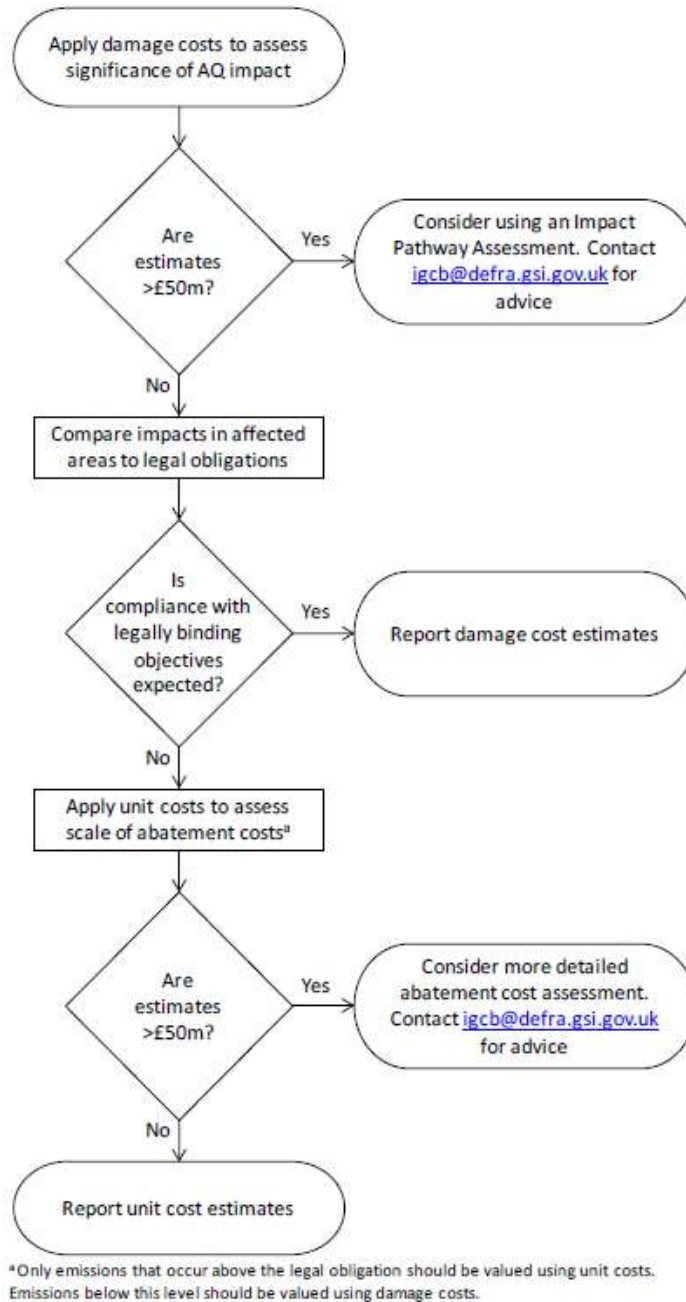 Apply damage costs to assess
significance of AQ impact
Are
estimates
>£50m?
Yes
Consider using an Impact
Pathway Assessment. Contact
igcb@defra.gsi.gov.uk for
advice
No
Compare impacts in affected
areas to legal obligations
Is
compliance with
legally binding
objectives
expected?
Yes
Report damage cost estimates
No
Apply unit costs to assess
scale of abatement costsª
Are
estimates
>£50m?
Yes
Consider more detailed
abatement cost assessment.
Contact igcb@defra.gsi.gov.uk
for advice
No
Report unit cost estimates
ªOnly emissions that occur above the legal obligation should be valued using unit costs.
Emissions below this level should be valued using damage costs.